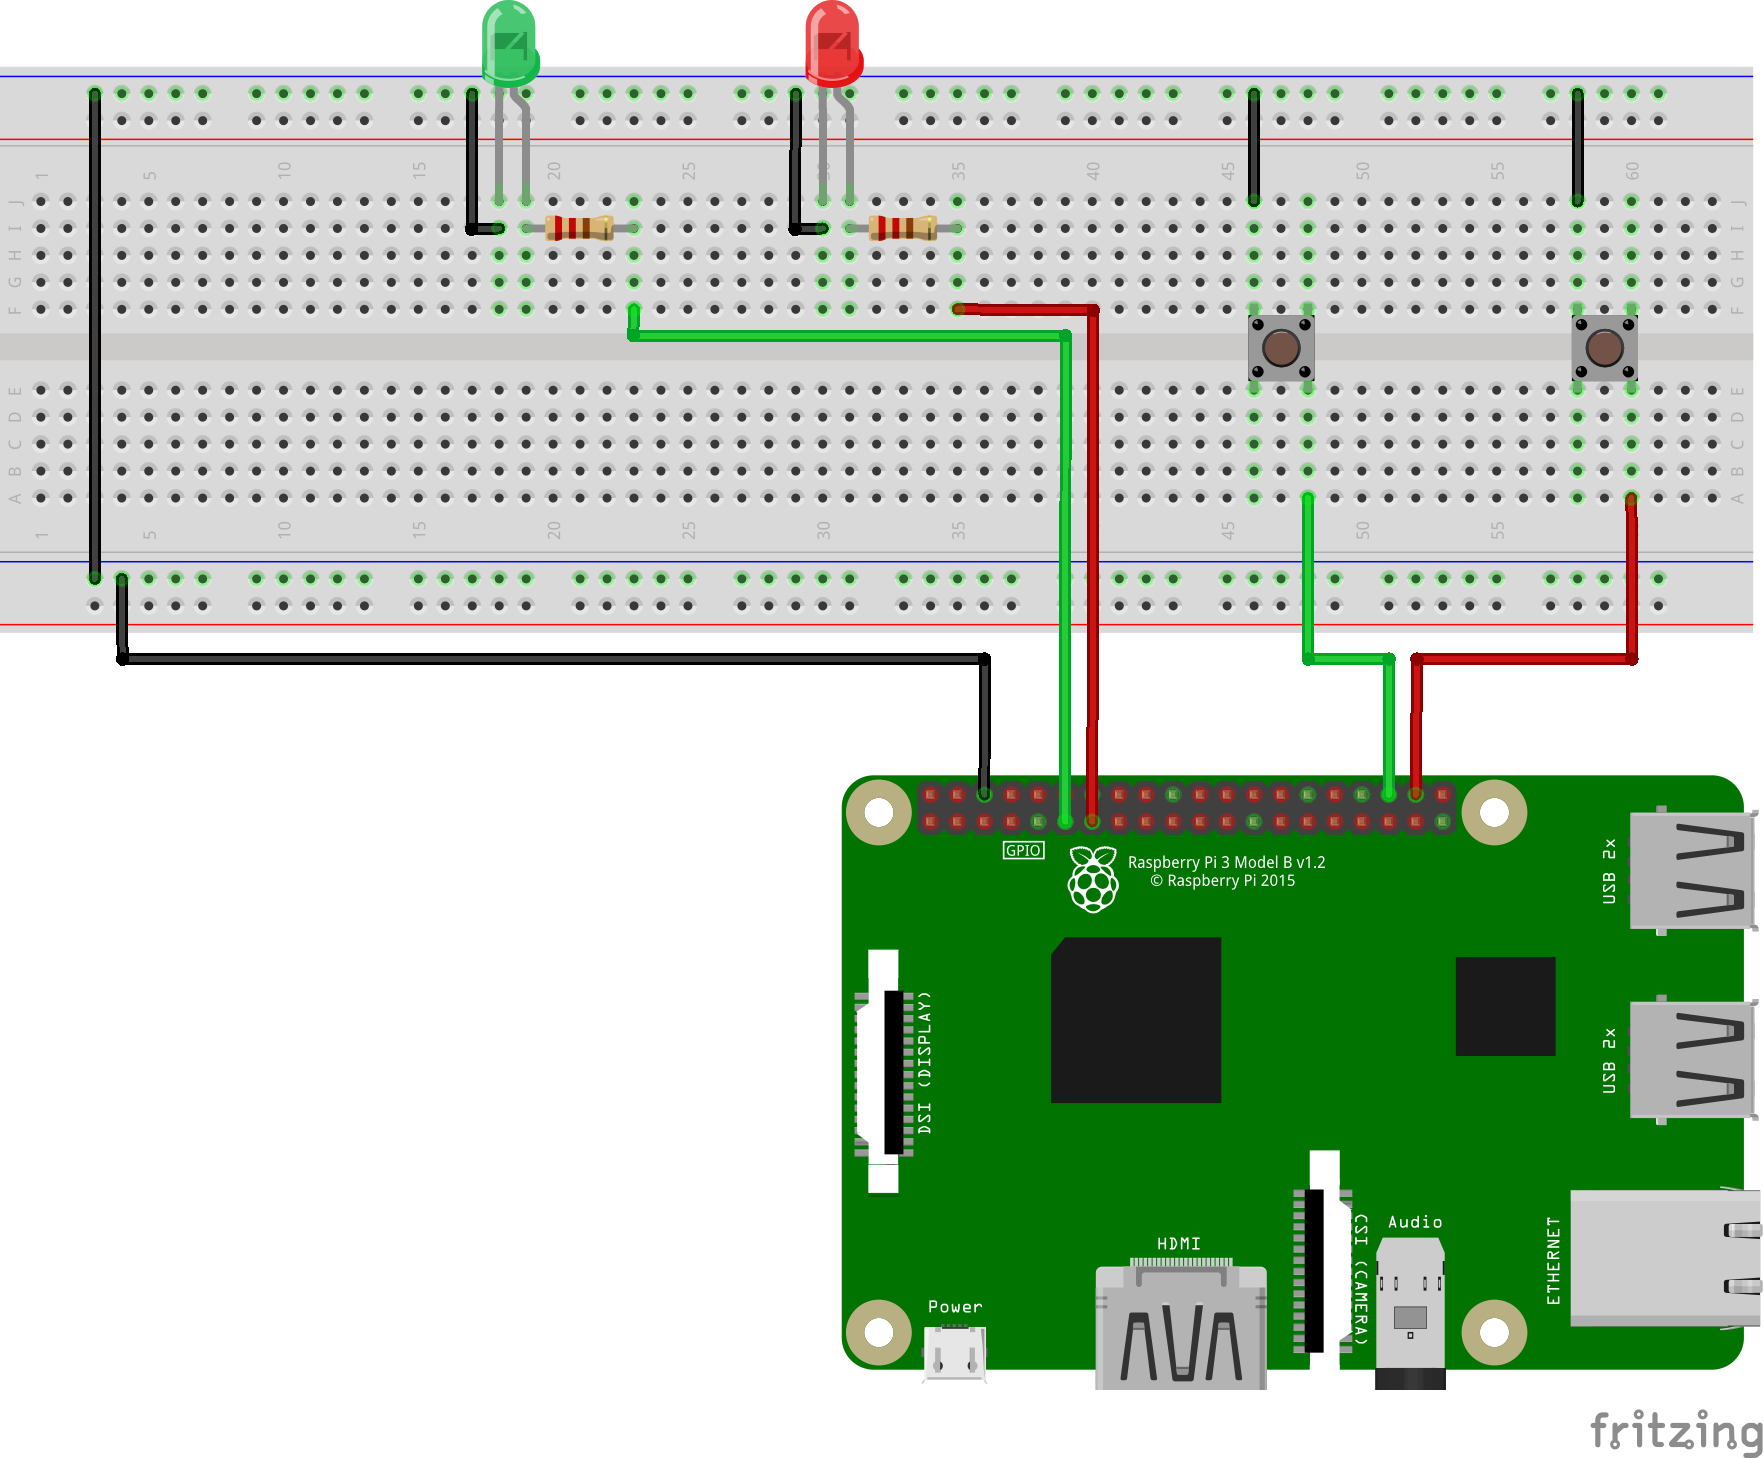 1 5 10 15 20 25 30 35 40 45 50 55 60
J J
I I
H H
G G
F F
E E
D D
C C
B B
A A
1 5 10 15 20 25 30 35 45 50 55
GPIO
Raspberry Pi 3 Model B v1.2
© Raspberry Pi 2015
USB 2x
DSI (DISPLAY)
USB 2x
CSI (CAMERA)
Audio
ETHERNET
HDMI
Power
fritzing